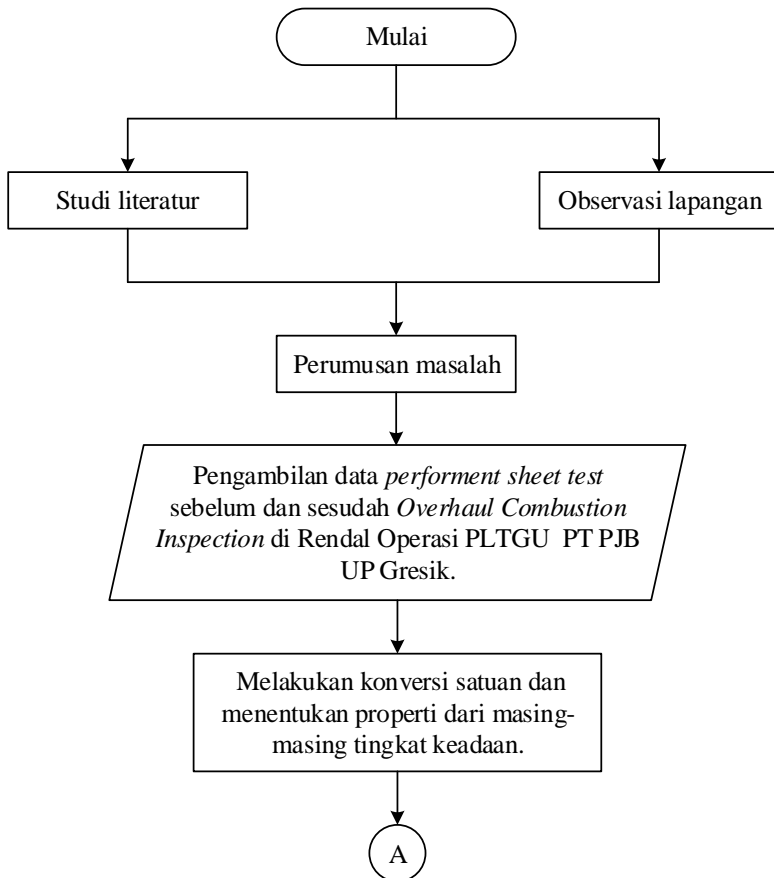 Mulai
Studi literatur
Observasi lapangan
Perumusan masalah
Pengambilan data performent sheet test
sebelum dan sesudah Overhaul Combustion
Inspection di Rendal Operasi PLTGU PT PJB
UP Gresik.
Melakukan konversi satuan dan
menentukan properti dari masing-
masing tingkat keadaan.
A